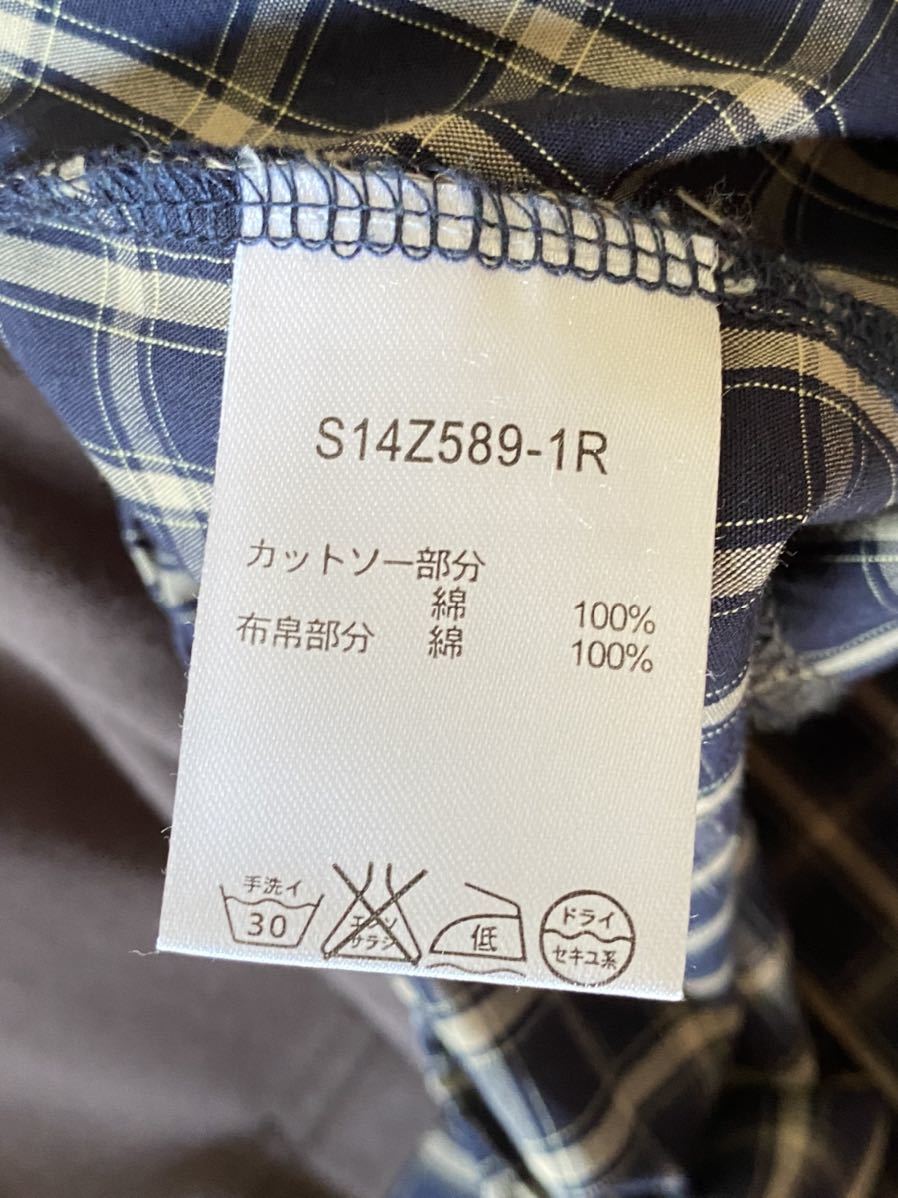 S14Z589-1R
カットソー部分
綿 100%
布帛部分 綿 100%
手洗イ
30
エンソ
サラシ
低
ドライ
セキユ系